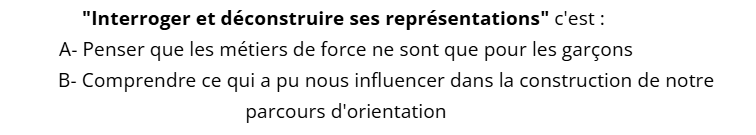 "Interroger et déconstruire ses représentations" c'est :
A- Penser que les métiers de force ne sont que pour les garçons
B- Comprendre ce qui a pu nous influencer dans la construction de notre
parcours d'orientation